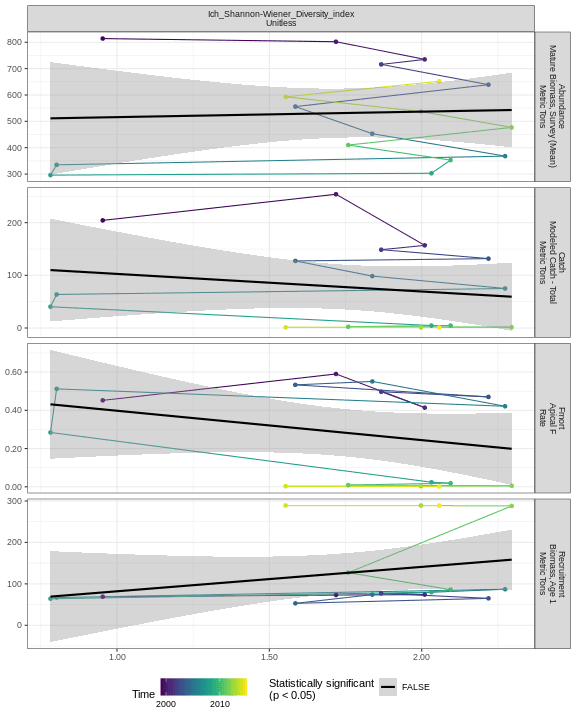 Ich_Shannon-Wiener_Diversity_index
Unitless
800
700
600
500
400
300
Abundance
Mature Biomass, Survey (Mean)
Metric Tons
200
100
0
Catch
Modeled Catch - Total
Metric Tons
0.60
0.40
0.20
0.00
Fmort
Apical F
Rate
300
200
100
0
Recruitment
Biomass, Age 1
Metric Tons
1.00 1.50 2.00
Time
2000 2010
Statistically significant
(p < 0.05)
FALSE